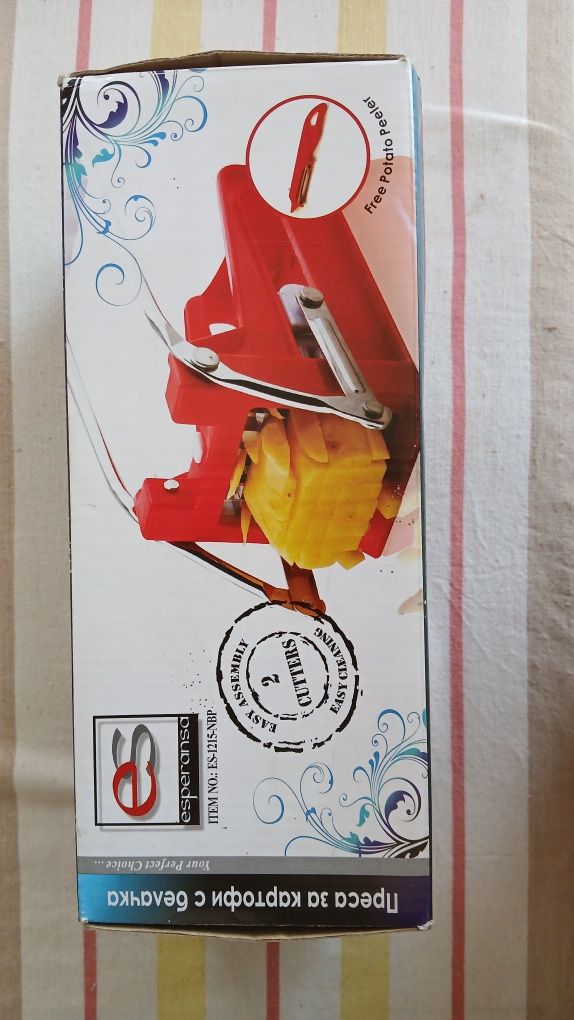 Free Potato Peeler
EASY ASSEMBLY
2
CUTTERS
EASY CLEANING
es
esperansa
ITEM NO.: ES-1215-NBP
Your Perfect Choice...
Преса за картофи с белачка